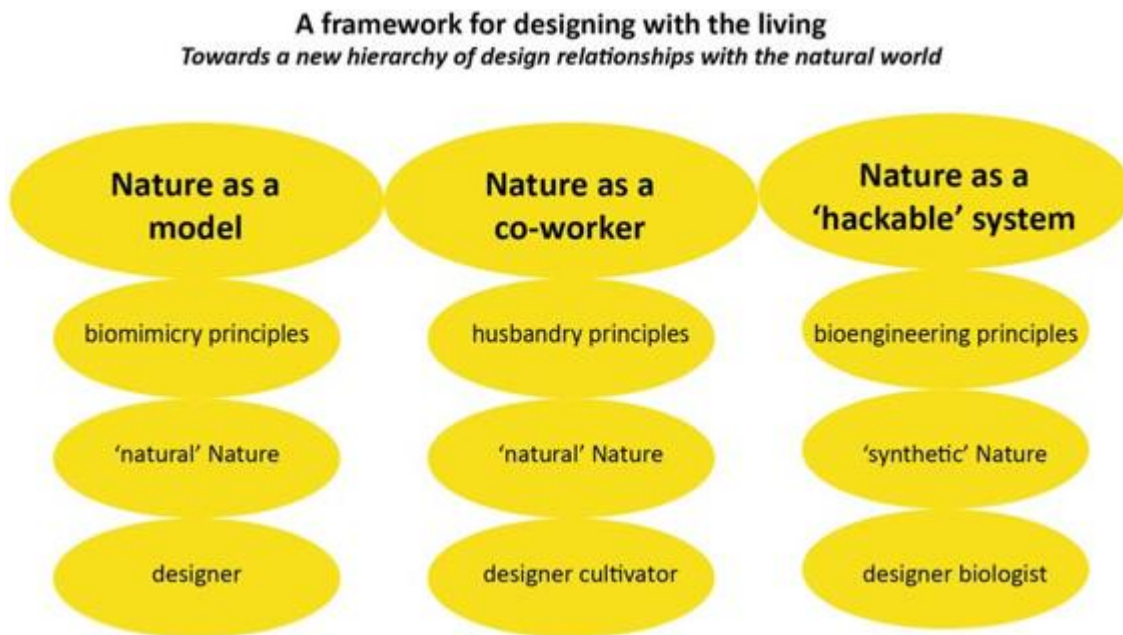 A framework for designing with the living
Towards a new hierarchy of design relationships with the natural world
Nature as a
model
Nature as a
co-worker
Nature as a
‘hackable’ system
biomimicry principles
husbandry principles
bioengineering principles
‘natural’ Nature
‘natural’ Nature
‘synthetic’ Nature
designer
designer cultivator
designer biologist